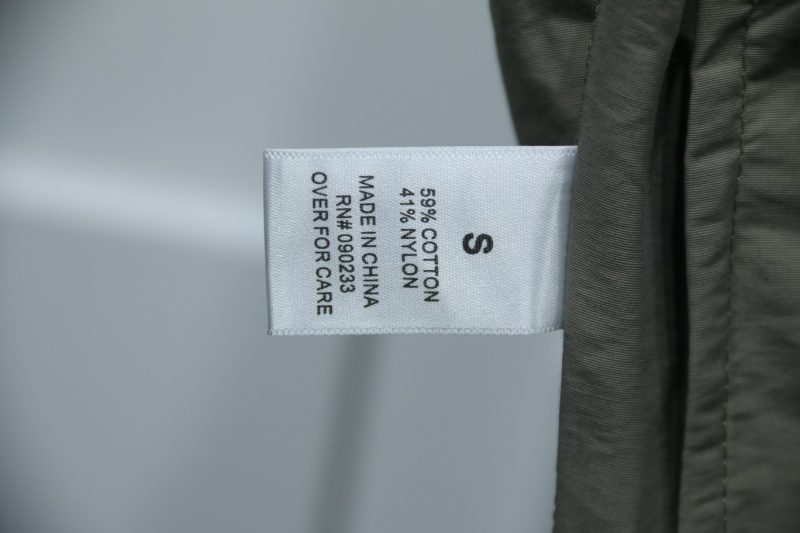 S
59% COTTON
41% NYLON
MADE IN CHINA
RN# 090233
OVER FOR CARE